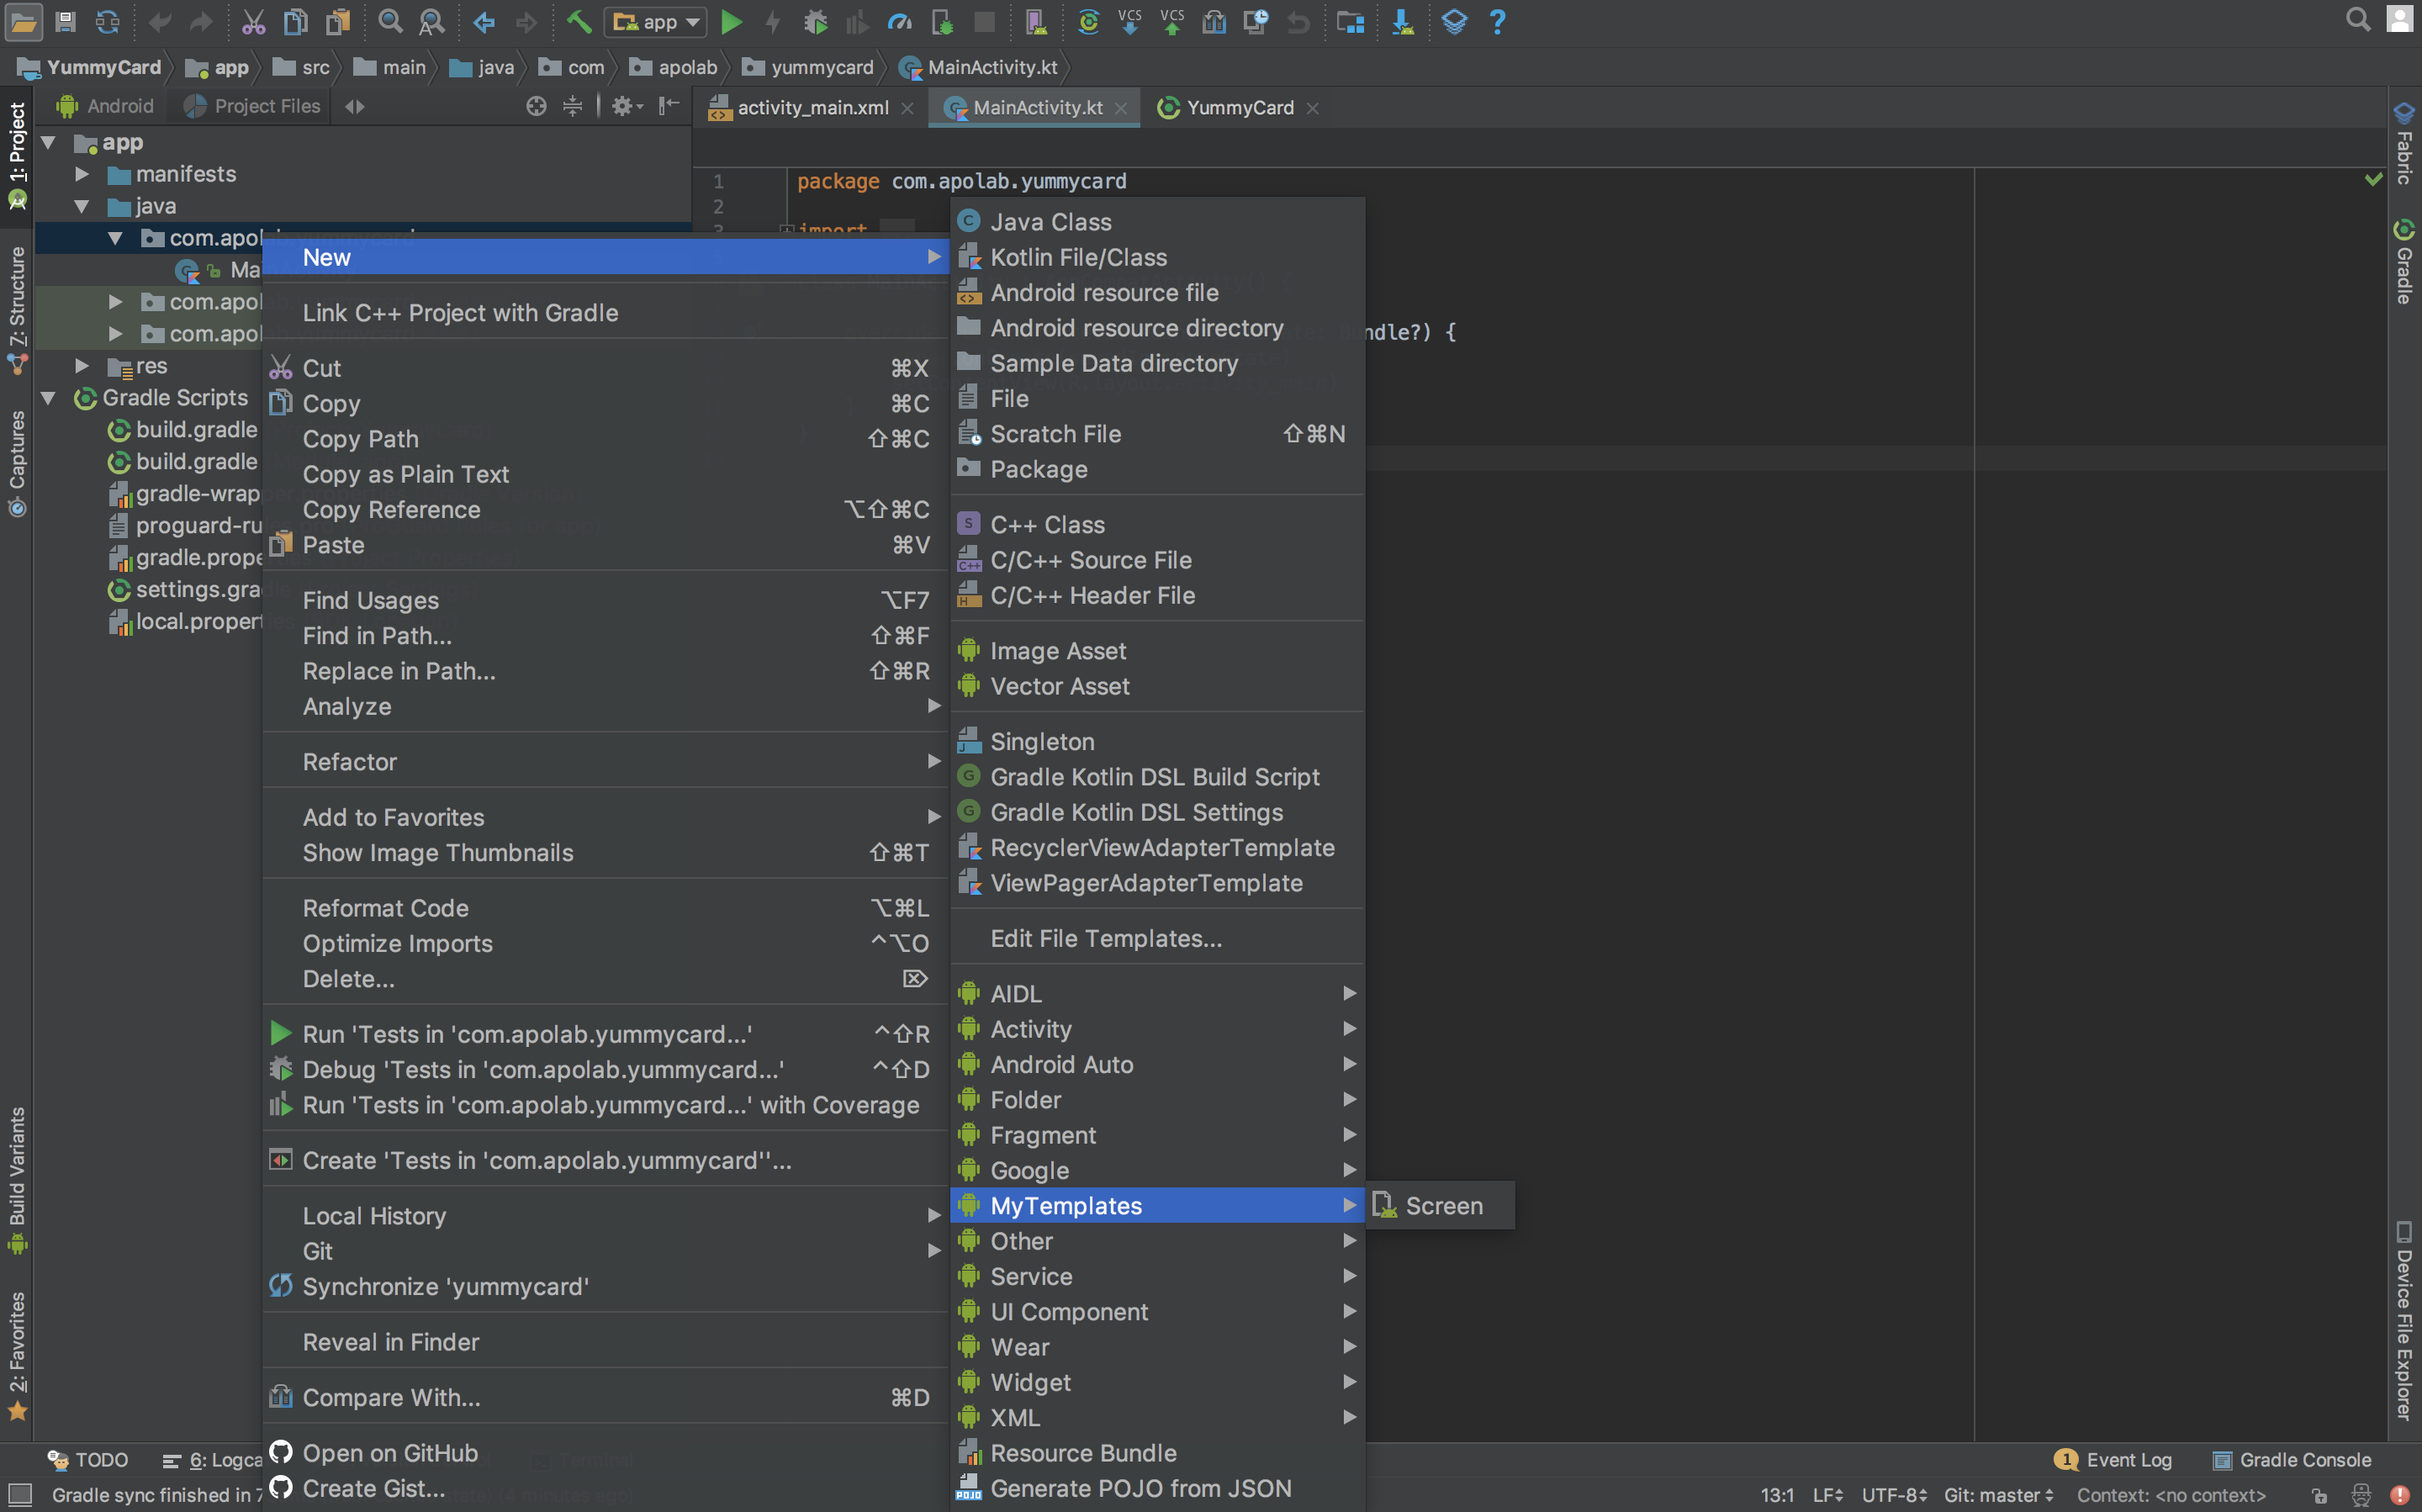 app
VCS
VCS
YummyCard
app
src
main
java
com
apolab
yummycard
MainActivity.kt
1: Project
Z: Structure
Captures
Build Variants
2: Favorites
Android
Project Files
app
manifests
java
com.apol
Mai
com.apol
com.apol
res
Gradle Scripts
build.gradle
build.gradle
gradle-wrapp
proguard-ru
gradle.prope
settings.gra
local.propert
activity_main.xml
MainActivity.kt
YummyCard
1 package com.apolab.yummycard
2
3 import
ndle?) {
New
Link C++ Project with Gradle
Cut ⌘X
Copy ⌘C
Copy Path ⇧⌘C
Copy as Plain Text
Copy Reference ⌥⇧⌘C
Paste ⌘V
Find Usages ⌥F7
Find in Path... ⇧⌘F
Replace in Path... ⇧⌘R
Analyze
Refactor
Add to Favorites
Show Image Thumbnails ⇧⌘T
Reformat Code ⌥⌘L
Optimize Imports ^⌥O
Delete... ⌦
Run 'Tests in 'com.apolab.yummycard...' ^⇧R
Debug 'Tests in 'com.apolab.yummycard...' ^⇧D
Run 'Tests in 'com.apolab.yummycard...' with Coverage
Create 'Tests in 'com.apolab.yummycard''...
Local History
Git
Synchronize 'yummycard'
Reveal in Finder
Compare With... ⌘D
Open on GitHub
Create Gist...
Java Class
Kotlin File/Class
Android resource file
Android resource directory
Sample Data directory
File
Scratch File ⇧⌘N
Package
C++ Class
C/C++ Source File
C/C++ Header File
Image Asset
Vector Asset
Singleton
Gradle Kotlin DSL Build Script
Gradle Kotlin DSL Settings
RecyclerViewAdapterTemplate
ViewPagerAdapterTemplate
Edit File Templates...
AIDL
Activity
Android Auto
Folder
Fragment
Google
MyTemplates
Other
Service
UI Component
Wear
Widget
XML
Resource Bundle
Generate POJO from JSON
Screen
Fabric
Gradle
Device File Explorer
TODO
6: Logca
1 Event Log
Gradle Console
Gradle sync finished in 7
13:1 LF UTF-8 Git: master Context: <no context>